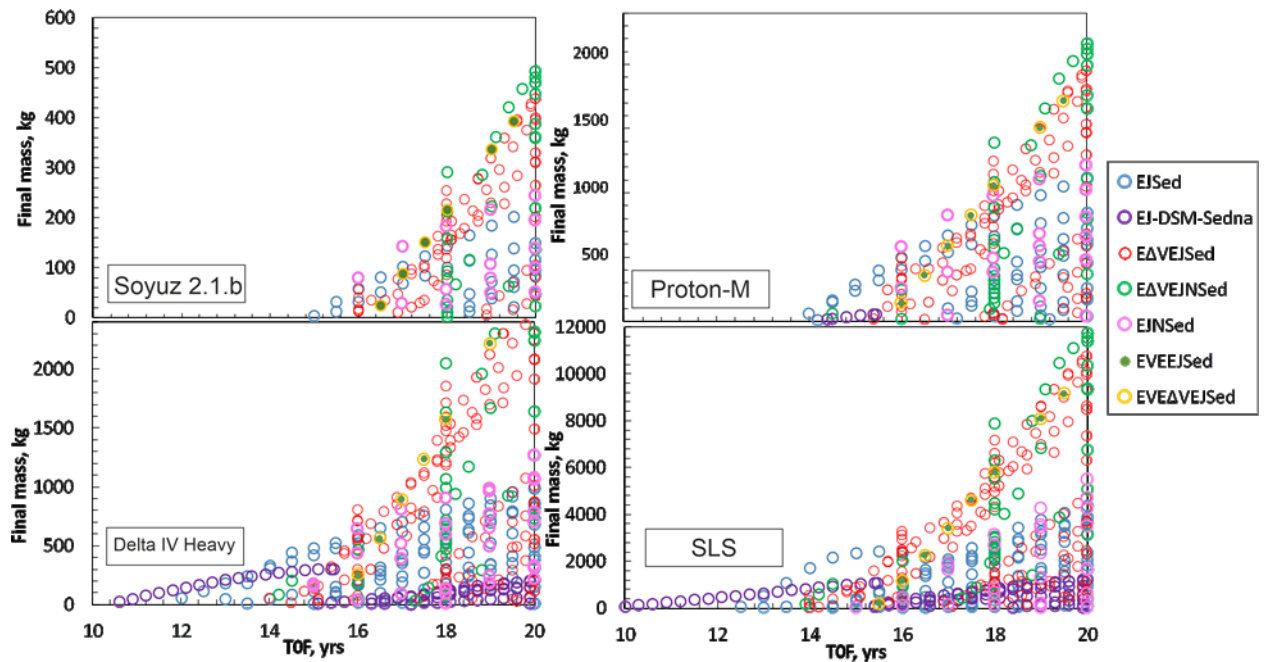 600
500
400
300
200
100
0
Final mass, kg
Soyuz 2.1.b
2000
1500
1000
500
Final mass, kg
Proton-M
2000
1500
1000
500
0
Final mass, kg
Delta IV Heavy
10 12 14 16 18 20
TOF, yrs
12000
10000
8000
6000
4000
2000
0
Final mass, kg
SLS
10 12 14 16 18 20
TOF, yrs
EJSed
EJ-DSM-Sedna
EΔVEJSed
EΔVEJNSed
EJNSed
EVEEJSed
EVEΔVEJSed